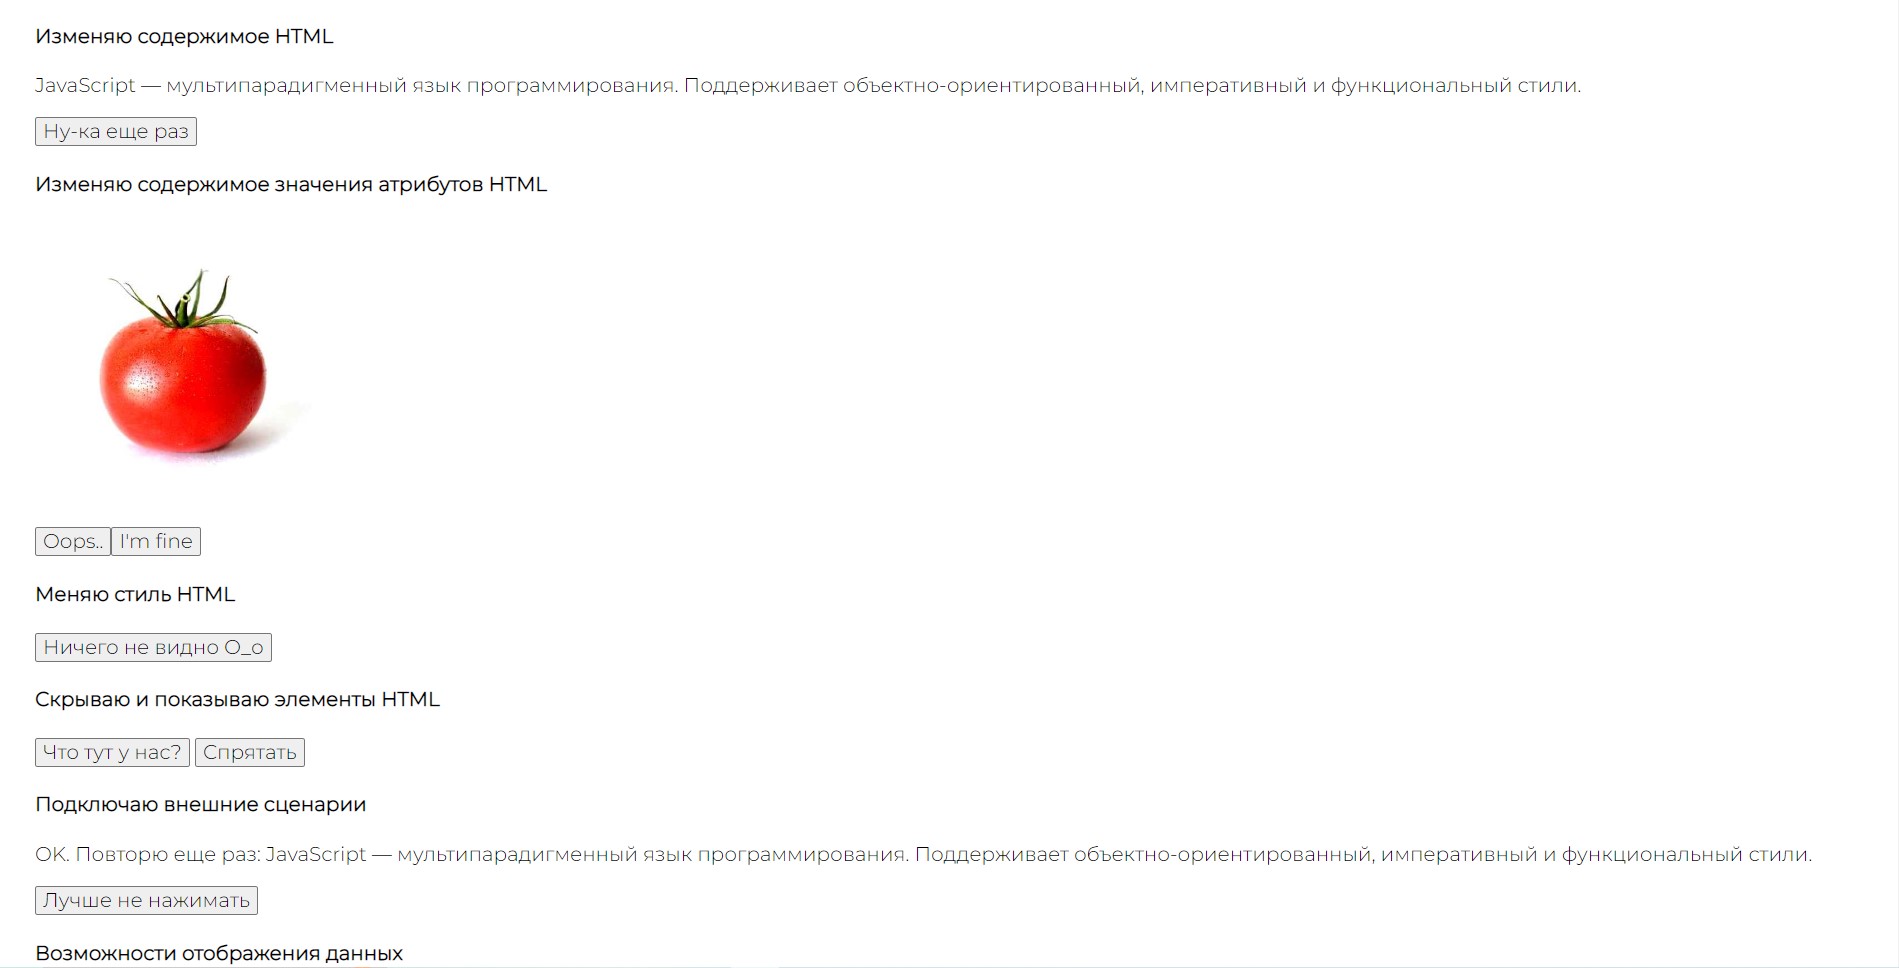 Изменяю содержимое HTML
JavaScript — мультипарадигменный язык программирования. Поддерживает объектно-ориентированный, императивный и функциональный стили.
Ну-ка еще раз
Изменяю содержимое значения атрибутов HTML
Oops.. I'm fine
Меняю стиль HTML
Ничего не видно O_o
Скрываю и показываю элементы HTML
Что тут у нас? Спрятать
Подключаю внешние сценарии
OK. Повторю еще раз: JavaScript — мультипарадигменный язык программирования. Поддерживает объектно-ориентированный, императивный и функциональный стили.
Лучше не нажимать
Возможности отображения данных